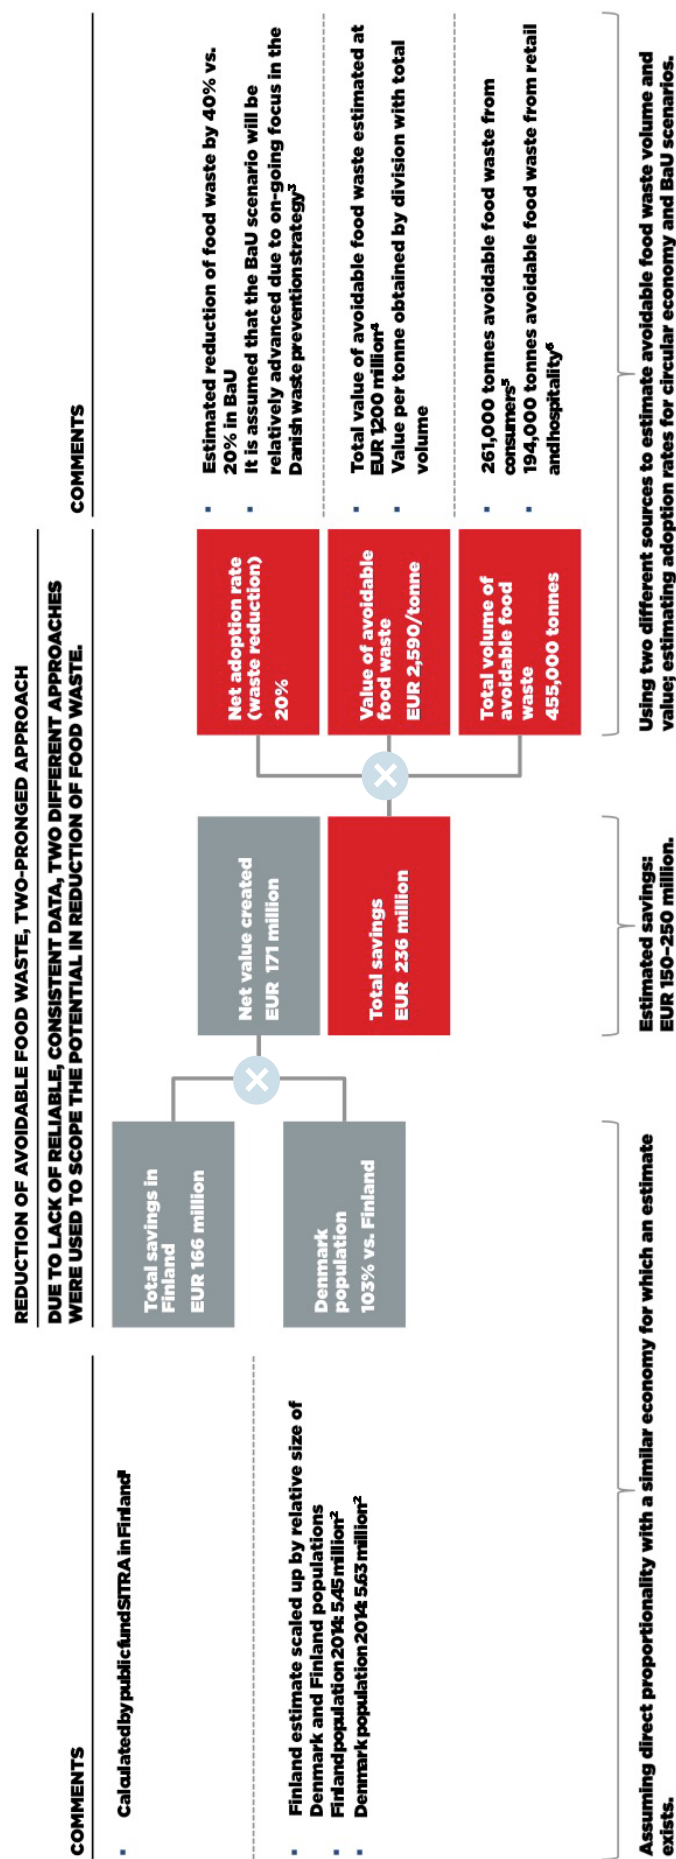 REDUCTION OF AVOIDABLE FOOD WASTE, TWO-PRONGED APPROACH
DUE TO LACK OF RELIABLE, CONSISTENT DATA, TWO DIFFERENT APPROACHES
WERE USED TO SCOPE THE POTENTIAL IN REDUCTION OF FOOD WASTE.
COMMENTS
▪ Calculated by public fund SITRA in Finland¹
▪ Finland estimate scaled up by relative size of
Denmark and Finland populations
▪ Finland population 2014: 5.45 million²
▪ Denmark population 2014: 5.63 million²
Total savings in
Finland
EUR 166 million
Denmark
population
103% vs. Finland
Net value created
EUR 171 million
Total savings
EUR 236 million
Net adoption rate
(waste reduction)
20%
Value of avoidable
food waste
EUR 2,590/tonne
Total volume of
avoidable food
waste
455,000 tonnes
COMMENTS
▪ Estimated reduction of food waste by 40% vs.
20% in BaU
▪ It is assumed that the BaU scenario will be
relatively advanced due to on-going focus in the
Danish waste prevention strategy³
▪ Total value of avoidable food waste estimated at
EUR 1,200 million⁴
▪ Value per tonne obtained by division with total
volume
▪ 261,000 tonnes avoidable food waste from
consumers⁵
▪ 194,000 tonnes avoidable food waste from retail
and hospitality⁶
Assuming direct proportionality with a similar economy for which an estimate
exists.
Estimated savings:
EUR 150–250 million.
Using two different sources to estimate avoidable food waste volume and
value; estimating adoption rates for circular economy and BaU scenarios.